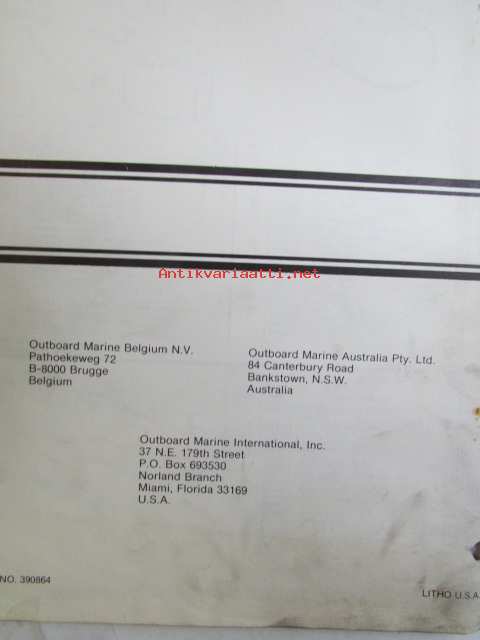 Antikvariaatti.net
Outboard Marine Belgium N.V.
Pathoekeweg 72
B-8000 Brugge
Belgium
Outboard Marine Australia Pty. Ltd.
84 Canterbury Road
Bankstown, N.S.W.
Australia
Outboard Marine International, Inc.
37 N.E. 179th Street
P.O. Box 693530
Norland Branch
Miami, Florida 33169
U.S.A.
NO. 390864
LITHO U.S.A